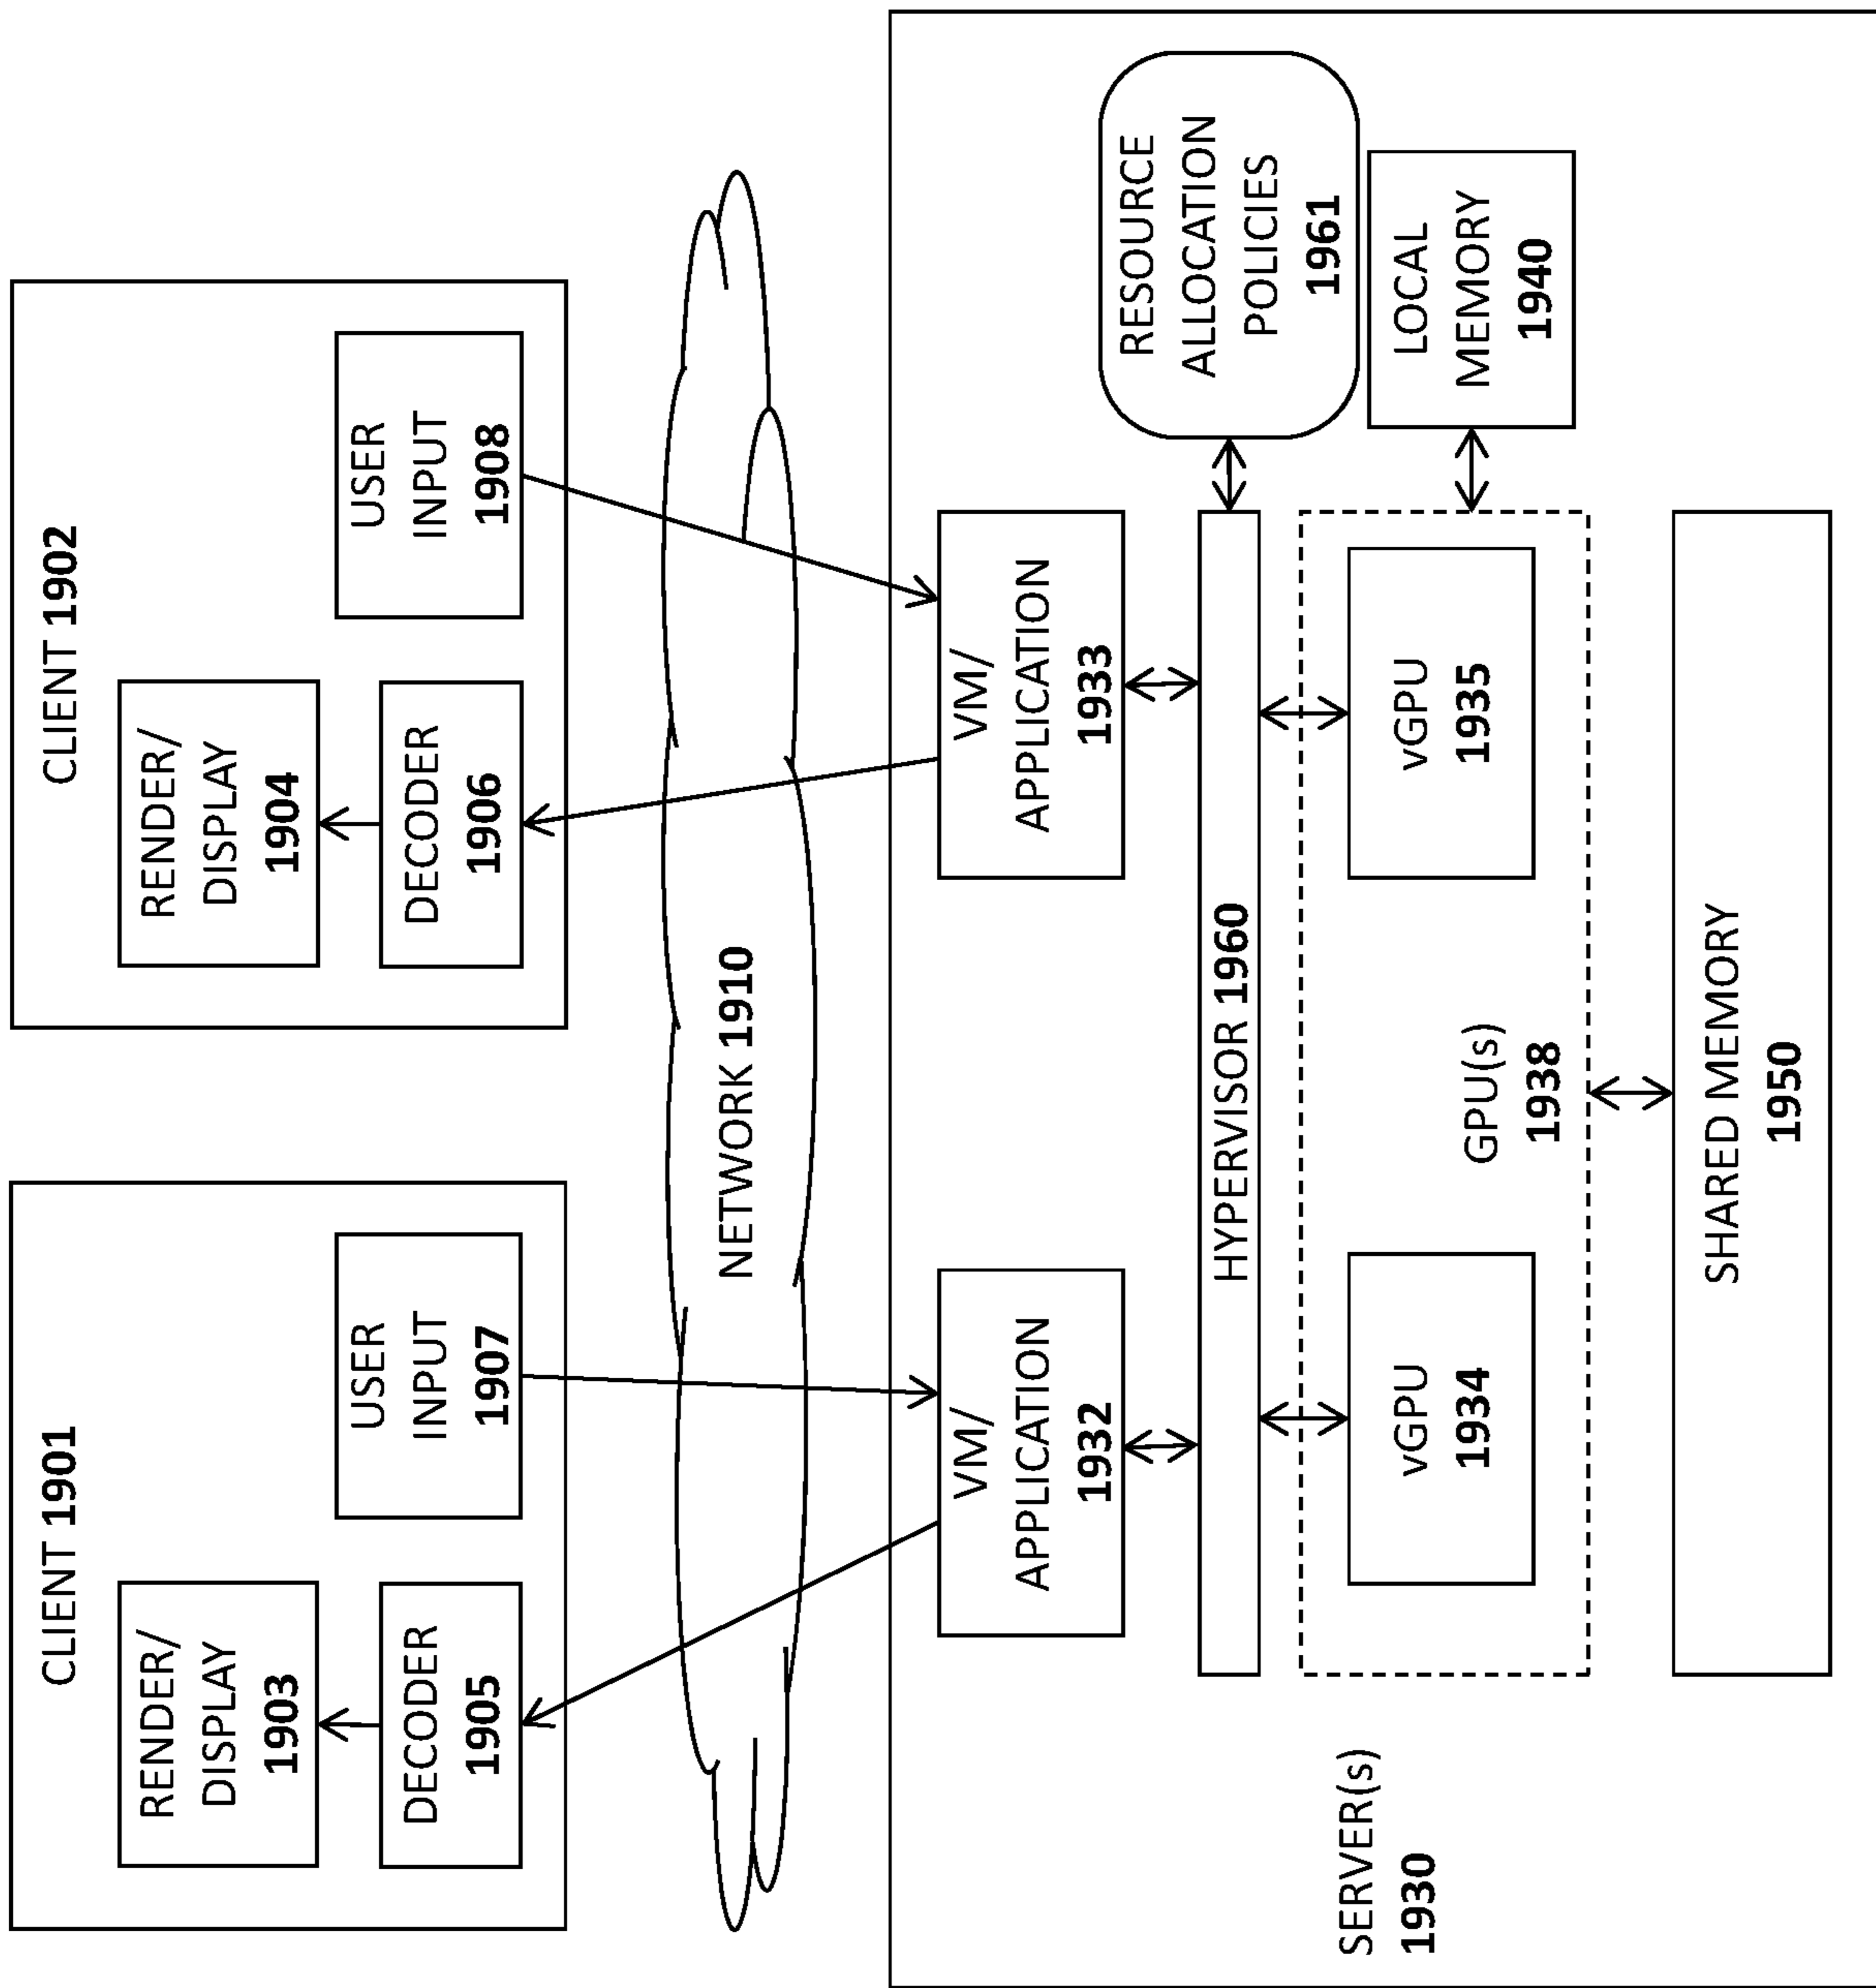 CLIENT 1901
RENDER/
DISPLAY
1903
DECODER
1905
USER
INPUT
1907
CLIENT 1902
RENDER/
DISPLAY
1904
DECODER
1906
USER
INPUT
1908
NETWORK 1910
SERVER(s)
1930
VM/
APPLICATION
1932
VM/
APPLICATION
1933
HYPERVISOR 1960
RESOURCE
ALLOCATION
POLICIES
1961
vGPU
1934
GPU(s)
1938
vGPU
1935
LOCAL
MEMORY
1940
SHARED MEMORY
1950